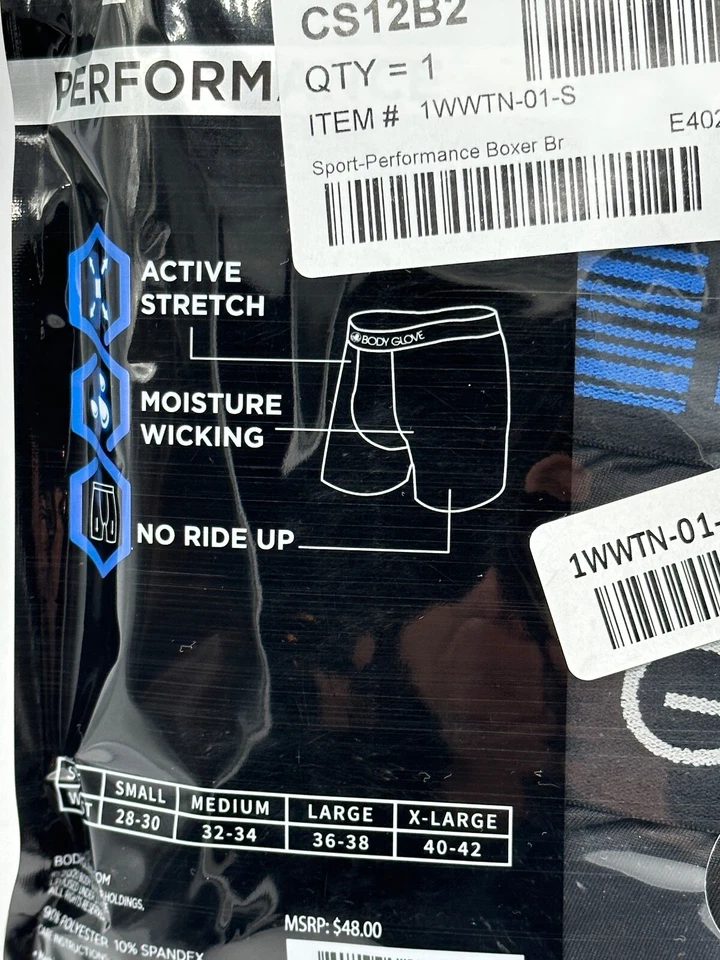 CS12B2
QTY = 1
ITEM # 1WWTN-01-S
E402
Sport-Performance Boxer Br
PERFORM
ACTIVE
STRETCH
BODY GLOVE
MOISTURE
WICKING
NO RIDE UP
1WWTN-01-
SMALL MEDIUM LARGE X-LARGE
28-30 32-34 36-38 40-42
HOLDINGS,
POLYESTER 10% SPANDEX
MSRP: $48.00